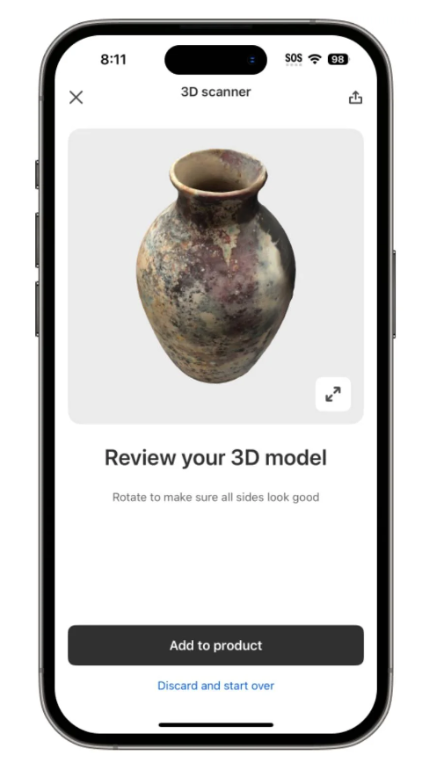 8:11
SOS 98
3D scanner
Review your 3D model
Rotate to make sure all sides look good
Add to product
Discard and start over